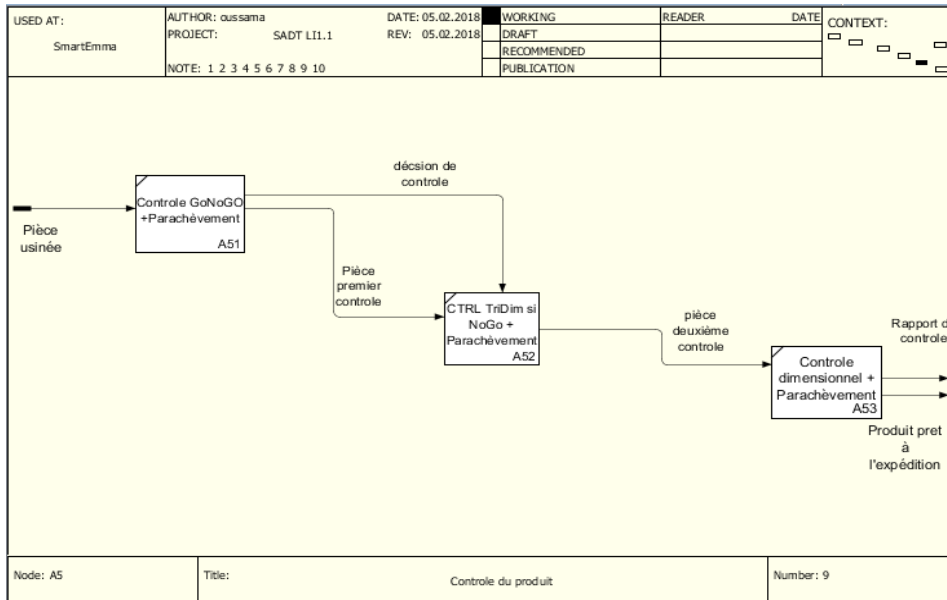 USED AT:
SmartEmma
AUTHOR: oussama
PROJECT: SADT LI1.1
NOTE: 1 2 3 4 5 6 7 8 9 10
DATE: 05.02.2018
REV: 05.02.2018
WORKING
DRAFT
RECOMMENDED
PUBLICATION
READER DATE
CONTEXT:
Pièce
usinée
Controle GoNoGO
+Parachèvement
A51
décsion de
controle
Pièce
premier
controle
CTRL TriDim si
NoGo +
Parachèvement
A52
pièce
deuxième
controle
Controle
dimensionnel +
Parachèvement
A53
Rapport d
controle
Produit pret
à
l'expédition
Node: A5
Title: Controle du produit
Number: 9